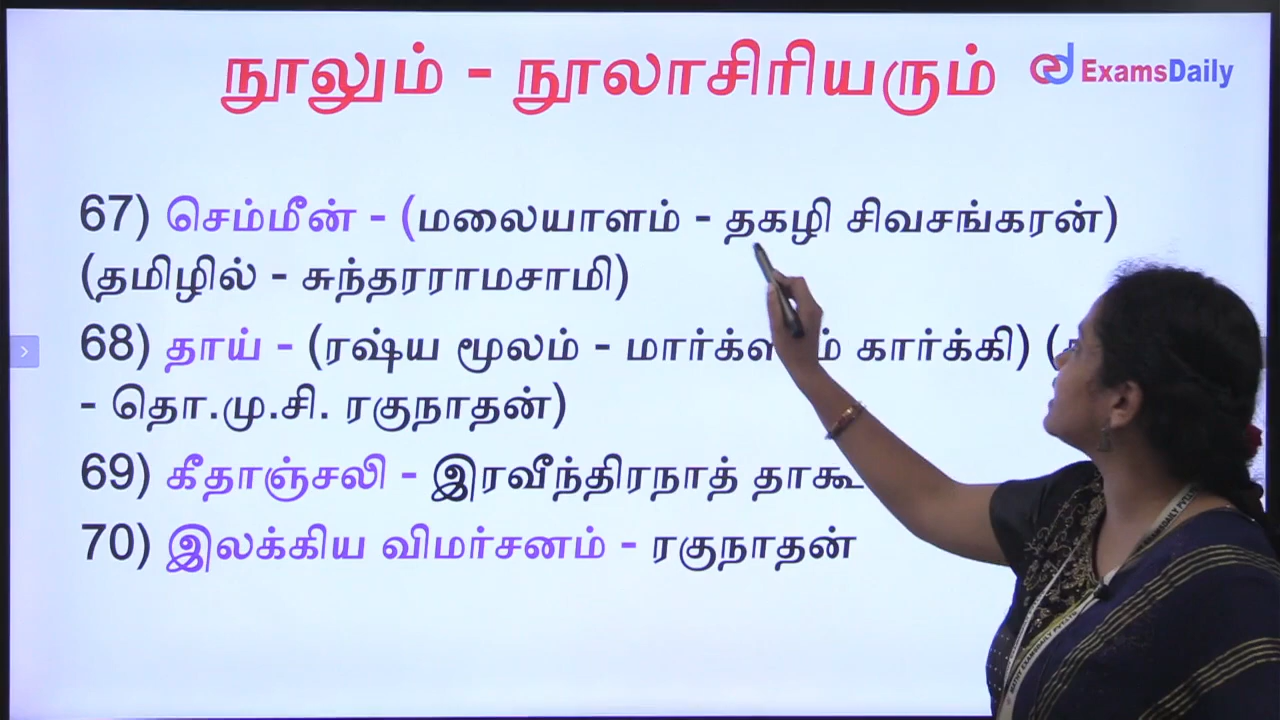 நூலும் - நூலாசிரியரும்
ExamsDaily
67) செம்மீன் - (மலையாளம் - தகழி சிவசங்கரன்)
(தமிழில் - சுந்தரராமசாமி)
68) தாய் - (ரஷ்ய மூலம் - கார்க்கி)
- தொ.மு.சி. ரகுநாதன்)
69) கீதாஞ்சலி - இரவீந்திரநாத்
70) இலக்கிய விமர்சனம் - ரகுநாதன்